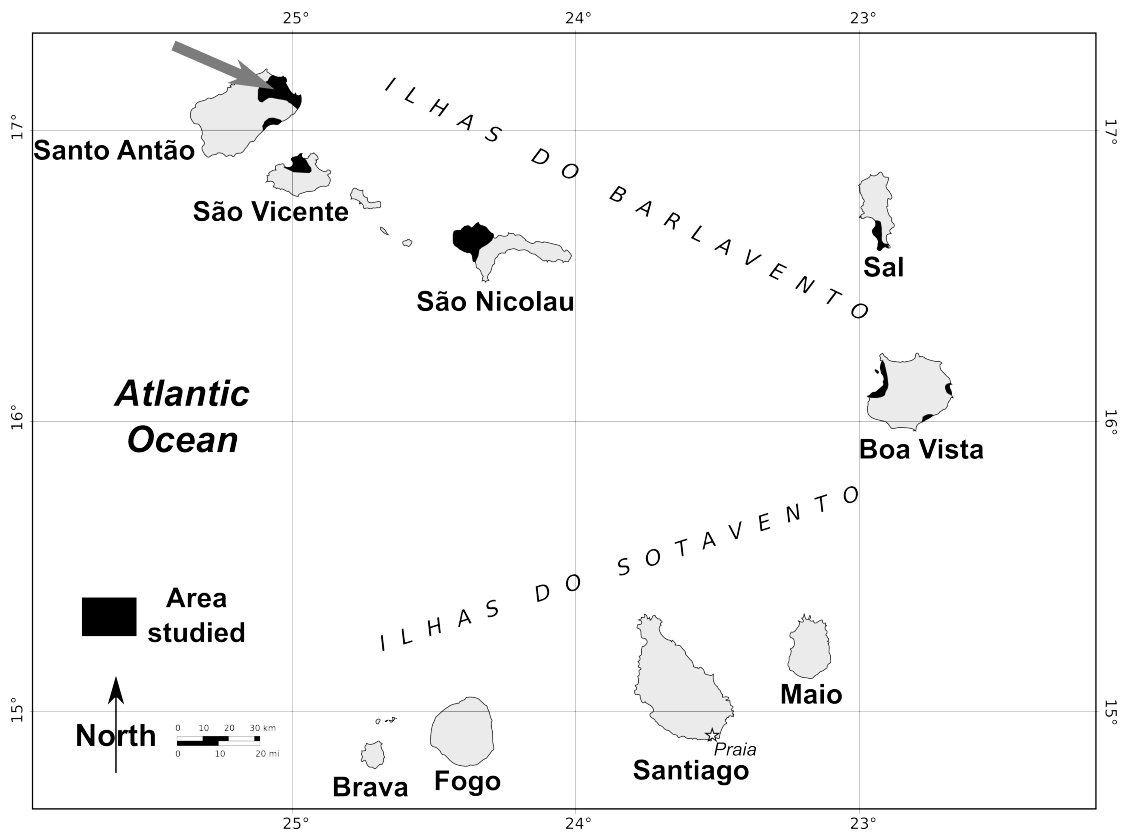 25°
24°
23°
17°
17°
ILHAS DO BARLAVENTO
Santo Antão
São Vicente
São Nicolau
Sal
Atlantic
Ocean
16°
16°
Boa Vista
ILHAS DO SOTAVENTO
Area
studied
North
0 10 20 30 km
0 10 20 mi
15°
15°
Maio
Praia
Santiago
Fogo
Brava
25°
24°
23°